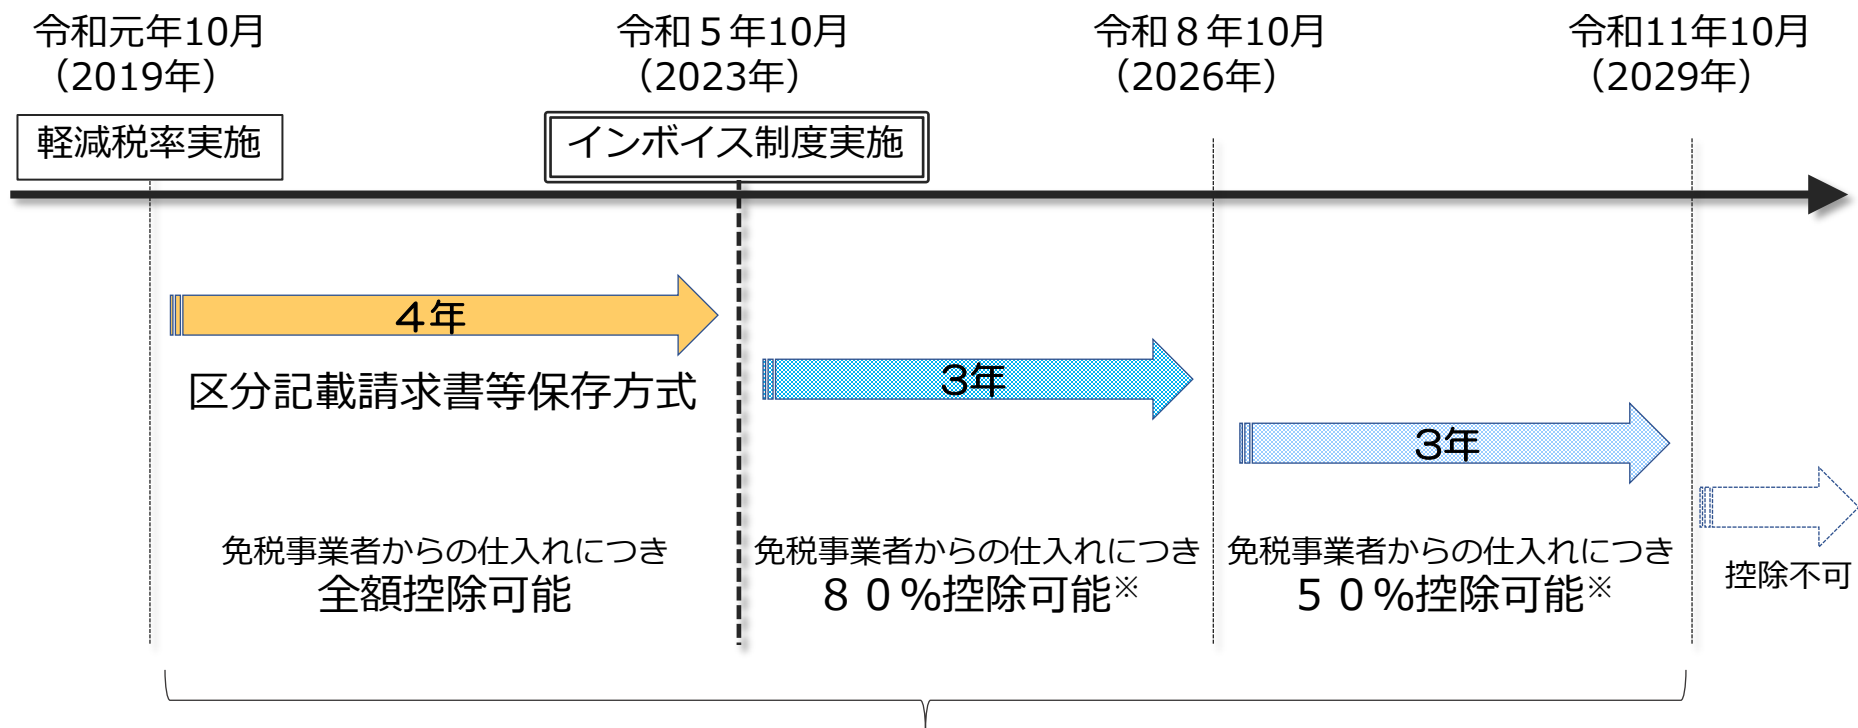 令和元年10月
（2019年）
令和５年10月
（2023年）
令和８年10月
（2026年）
令和11年10月
（2029年）
軽減税率実施
インボイス制度実施
４年
区分記載請求書等保存方式
３年
３年
免税事業者からの仕入れにつき
全額控除可能
免税事業者からの仕入れにつき
８０%控除可能※
免税事業者からの仕入れにつき
５０%控除可能※
控除不可